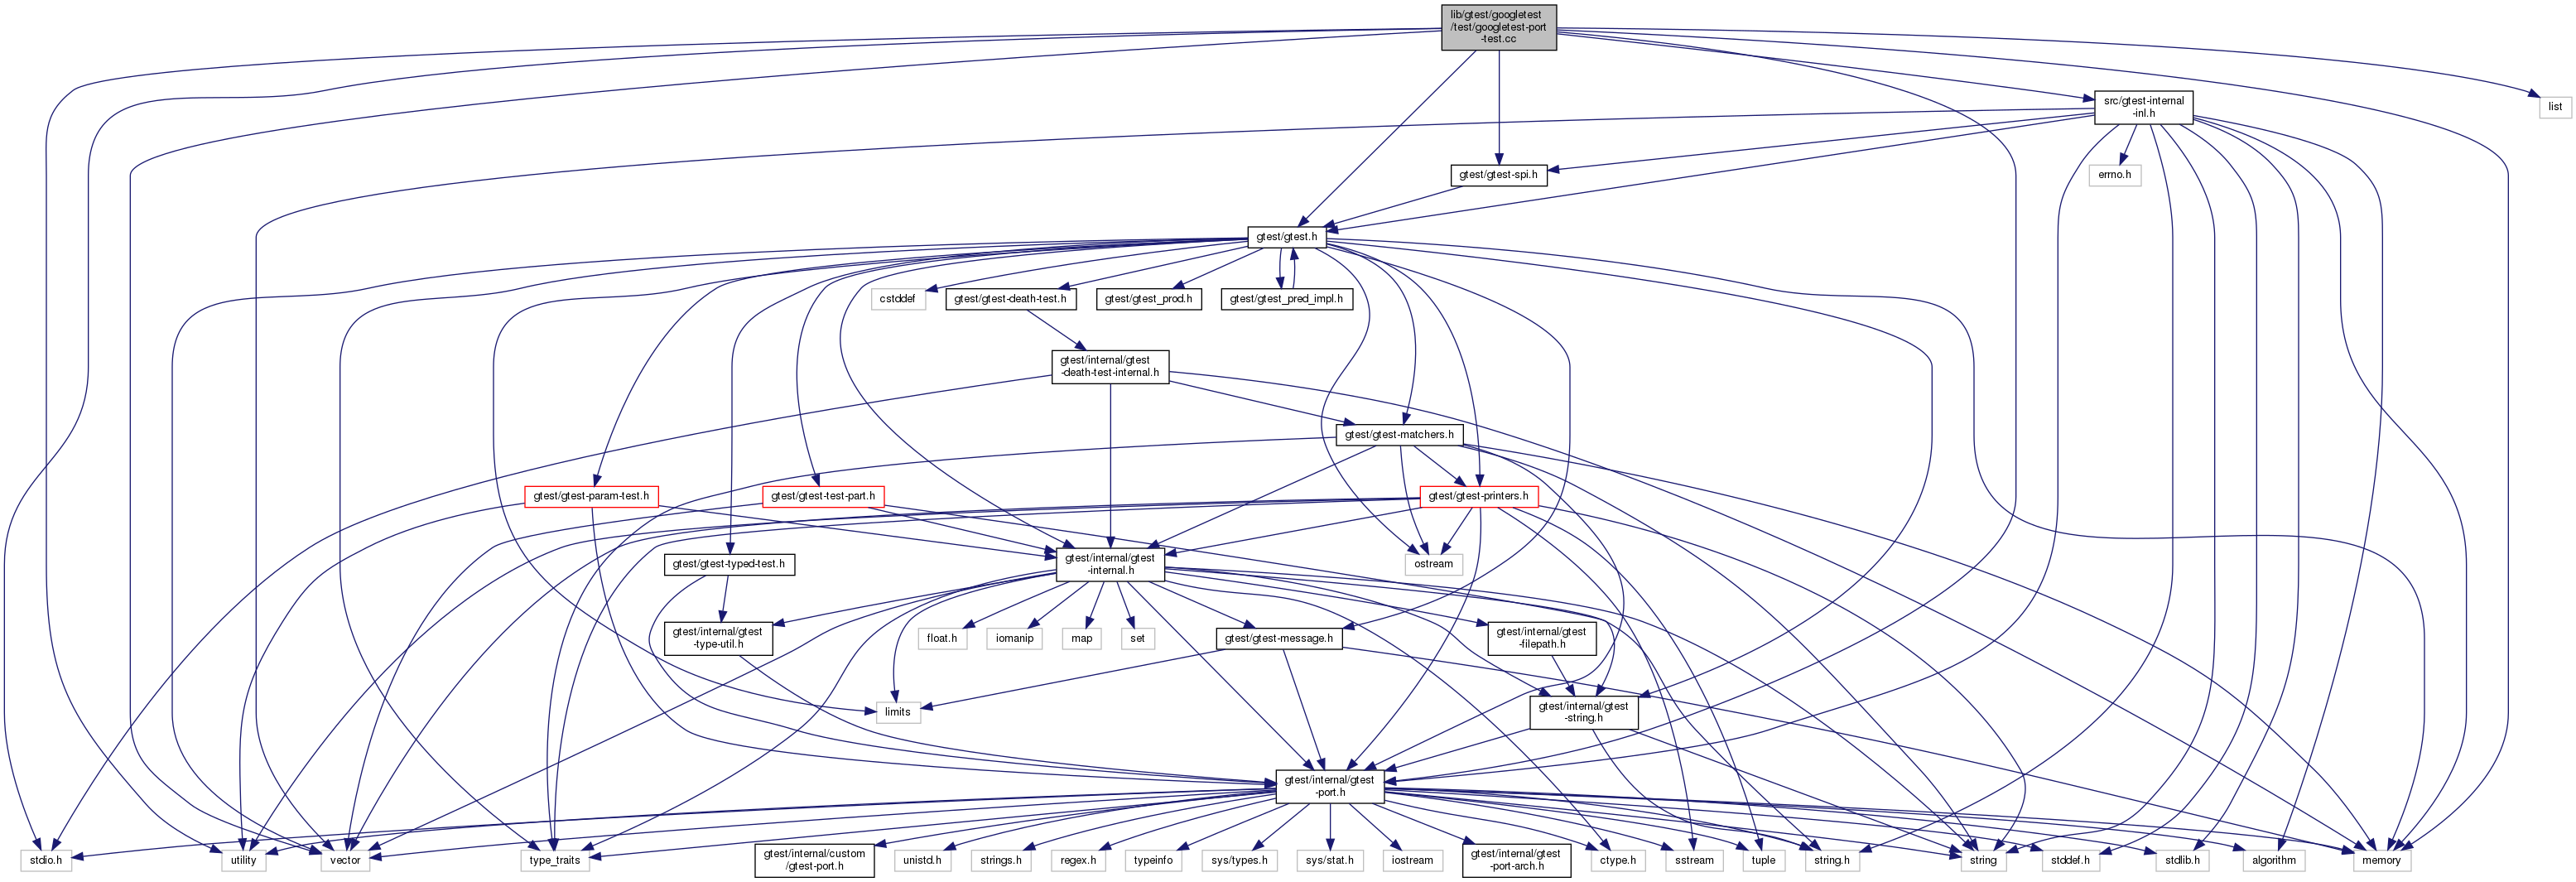 lib/gtest/googletest
/test/googletest-port
-test.cc
src/gtest-internal
-inl.h
list
gtest/gtest-spi.h
errno.h
gtest/gtest.h
cstddef
gtest/gtest-death-test.h
gtest/gtest_prod.h
gtest/gtest_pred_impl.h
gtest/internal/gtest
-death-test-internal.h
gtest/gtest-matchers.h
gtest/gtest-param-test.h
gtest/gtest-test-part.h
gtest/gtest-printers.h
gtest/gtest-typed-test.h
gtest/internal/gtest
-internal.h
ostream
gtest/internal/gtest
-type-util.h
float.h
iomanip
map
set
gtest/gtest-message.h
gtest/internal/gtest
-filepath.h
limits
gtest/internal/gtest
-string.h
gtest/internal/gtest
-port.h
stdio.h
utility
vector
type_traits
gtest/internal/custom
/gtest-port.h
unistd.h
strings.h
regex.h
typeinfo
sys/types.h
sys/stat.h
iostream
gtest/internal/gtest
-port-arch.h
ctype.h
sstream
tuple
string.h
string
stddef.h
stdlib.h
algorithm
memory